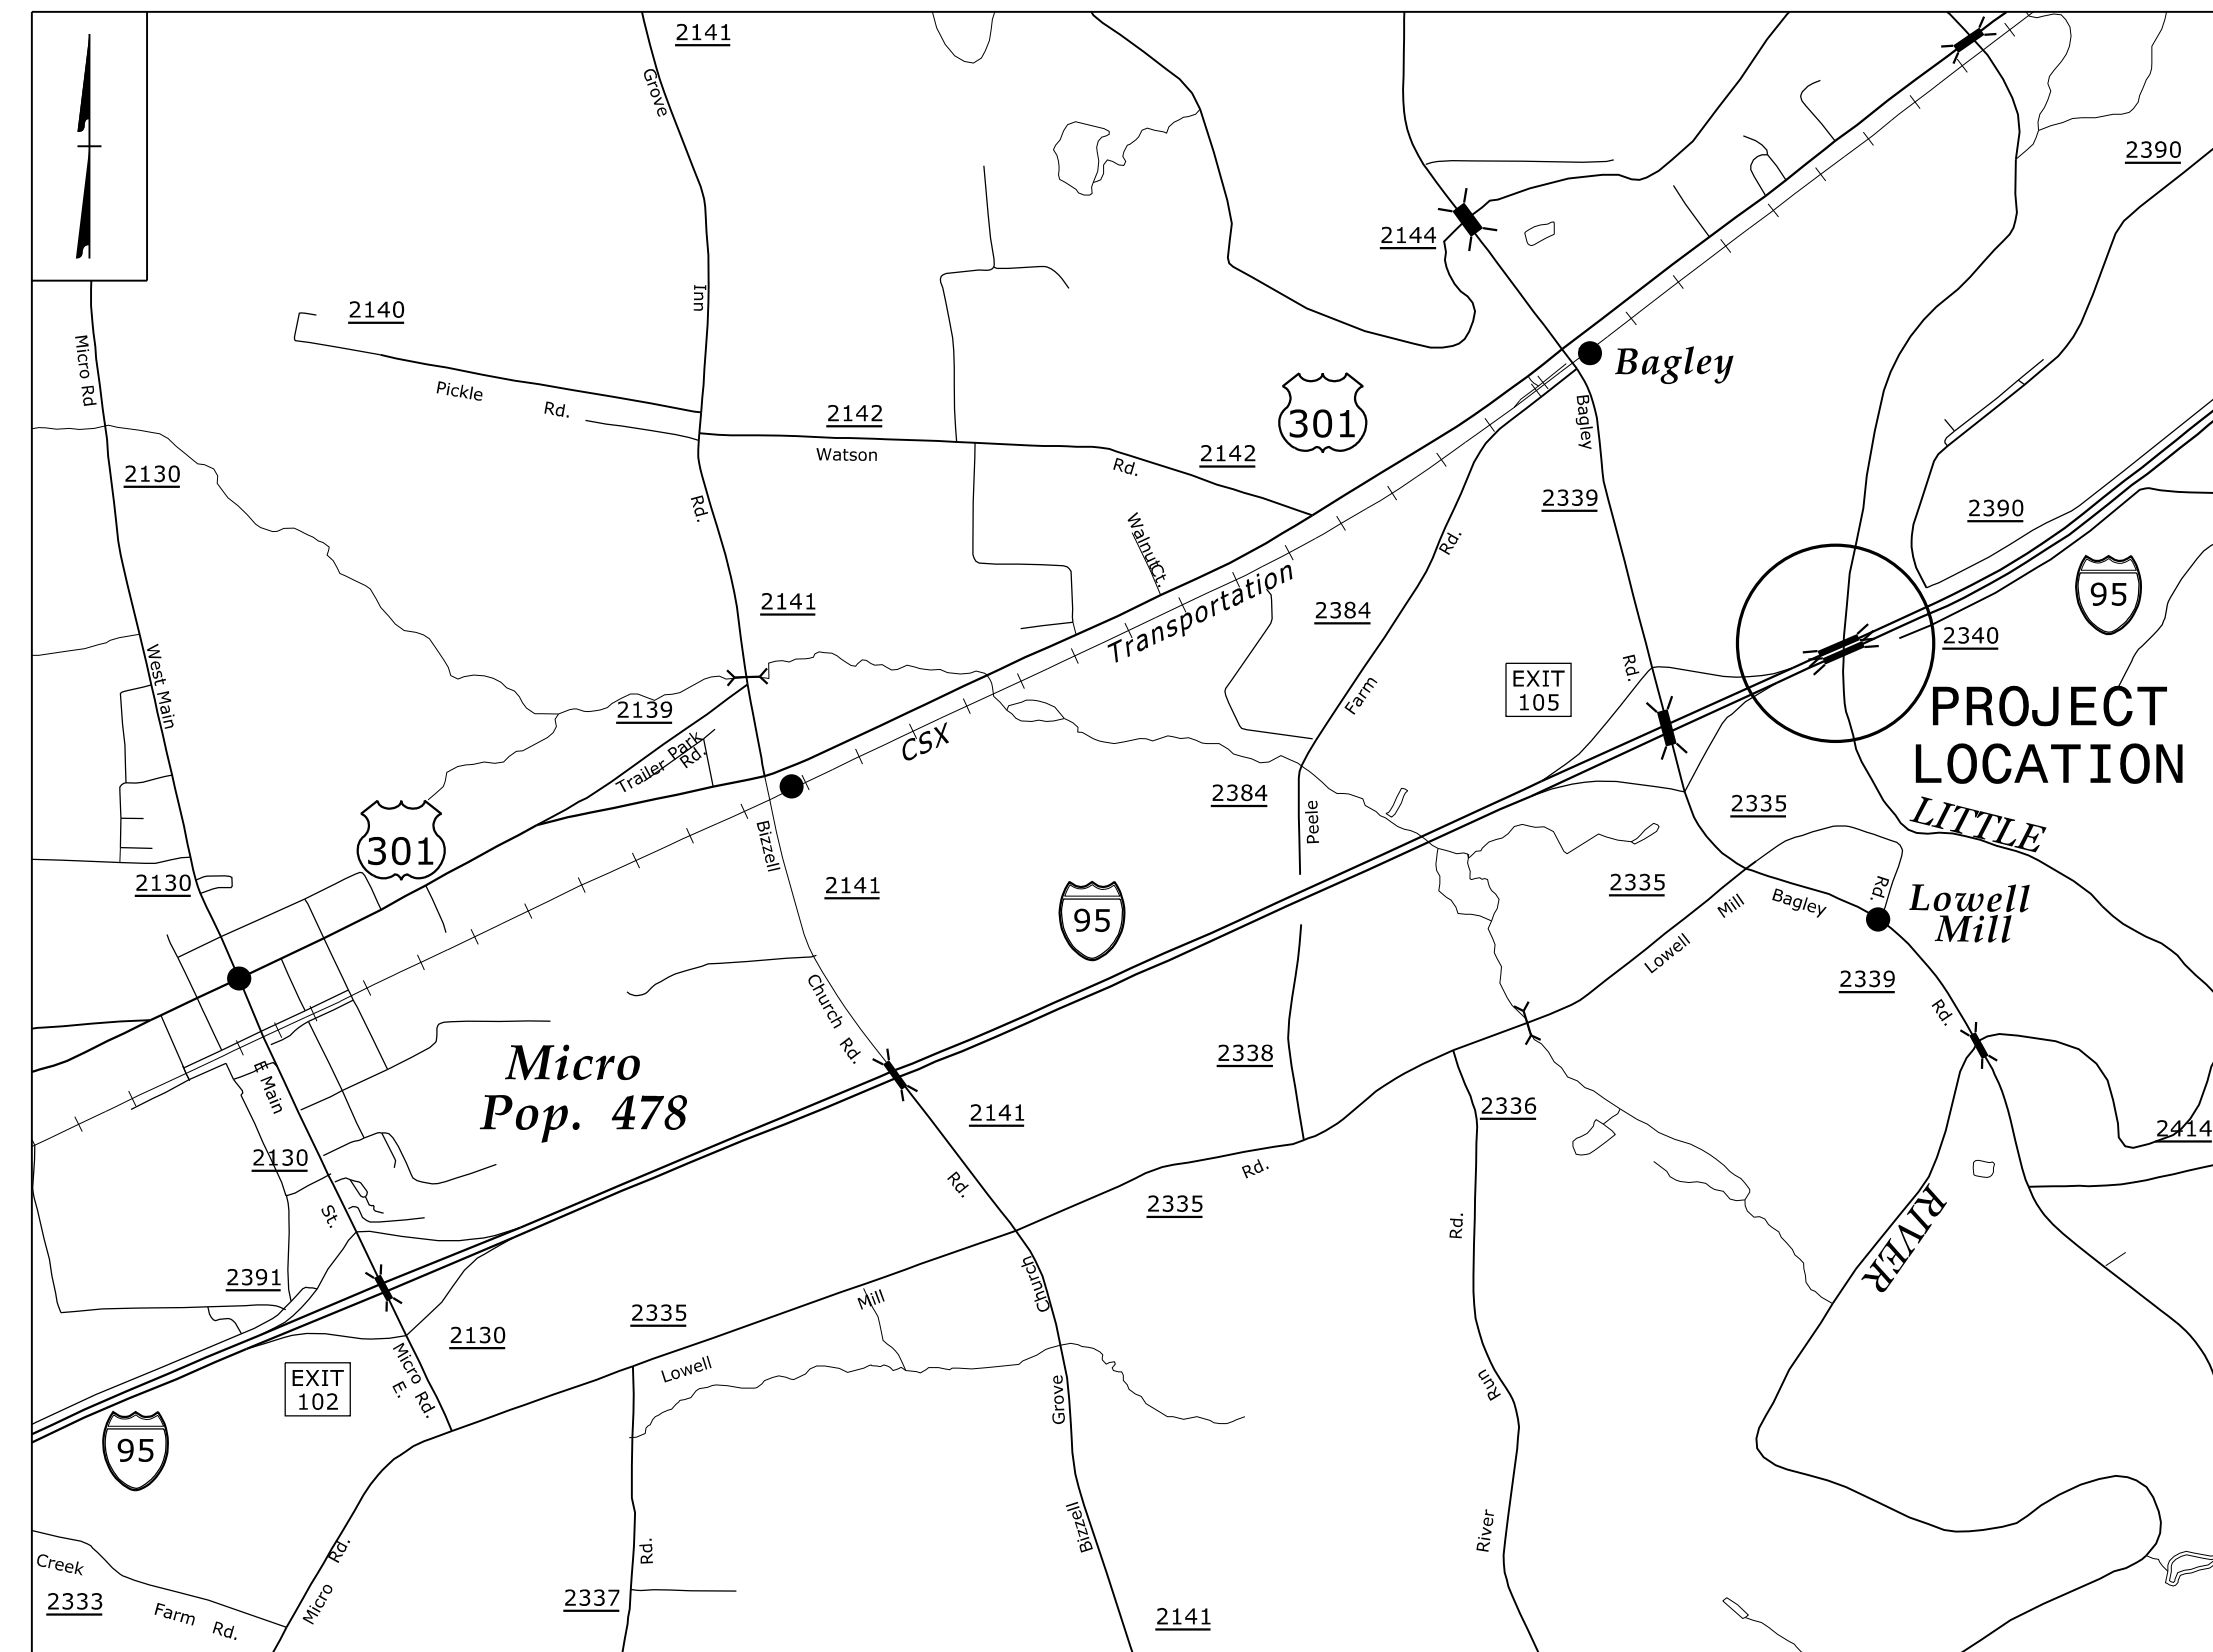 2141
Grove
2390
2144
Inn
2140
Micro Rd
Bagley
Pickle Rd.
2142
301
Bagley
Watson
2142
Rd.
2130
Rd.
2339
2390
Walnut Ct.
Rd.
Transportation
95
2141
2384
2340
West Main
EXIT
105
Rd.
Farm
PROJECT
LOCATION
2139
CSX
Trailer Park
Rd.
2384
2335
LITTLE
Peele
301
Bizzell
2130
2141
2335
Rd.
Lowell
Mill
95
Mill
Bagley
Lowell
2339
Church Rd.
Rd.
Micro
Pop. 478
2338
E Main
2141
2336
2414
2130
Rd.
Rd.
2335
RIVER
St.
Rd.
2391
Church
2335
Mill
2130
Micro Rd.
E.
EXIT
102
Lowell
Grove
Run
95
Bizzell
River
Rd.
Rd.
Creek
2333
Farm Rd.
Micro
2337
2141